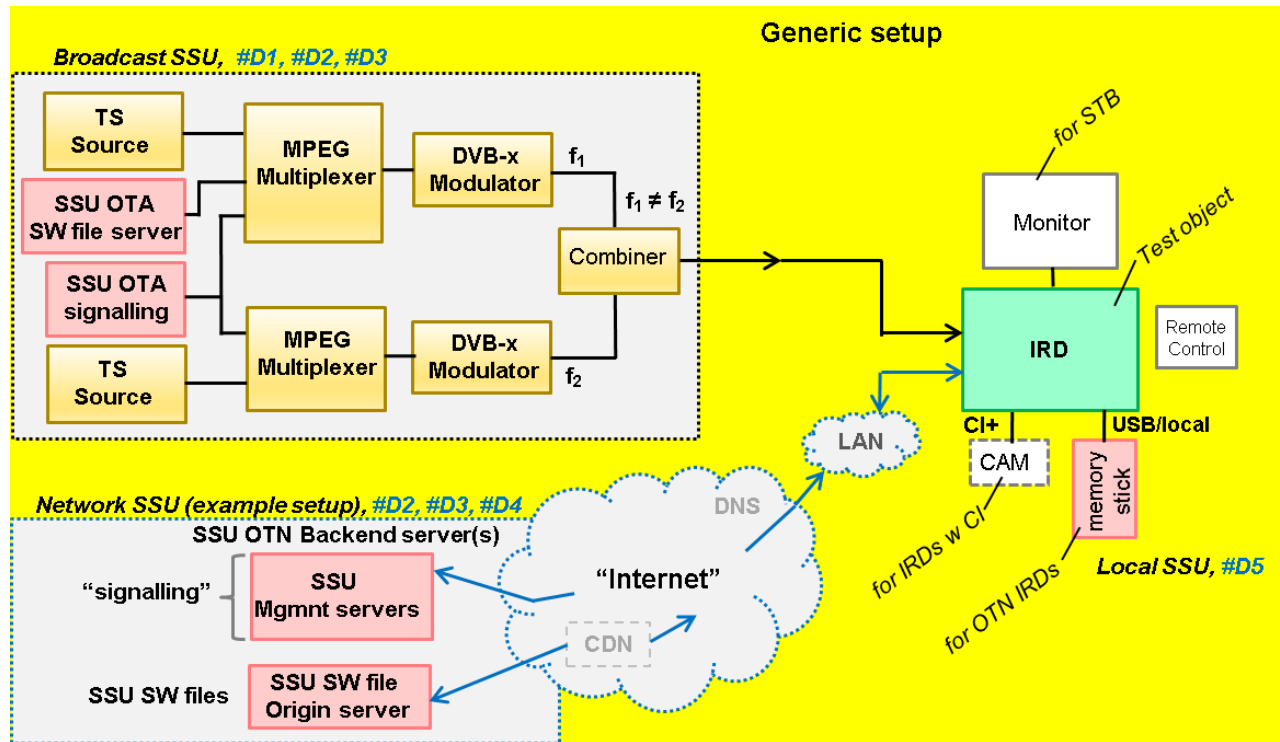 Generic setup
Broadcast SSU, #D1, #D2, #D3
TS
Source
SSU OTA
SW file server
SSU OTA
signalling
TS
Source
MPEG
Multiplexer
DVB-x
Modulator
f₁
f₁ ≠ f₂
Combiner
MPEG
Multiplexer
DVB-x
Modulator
f₂
for STB
Monitor
Test object
IRD
Remote
Control
CI+
USB/local
CAM
memory
stick
for IRDs w CI
for OTN IRDs
Local SSU, #D5
LAN
DNS
"Internet"
CDN
Network SSU (example setup), #D2, #D3, #D4
SSU OTN Backend server(s)
“signalling”
SSU
Mgmnt servers
SSU SW files
SSU SW file
Origin server